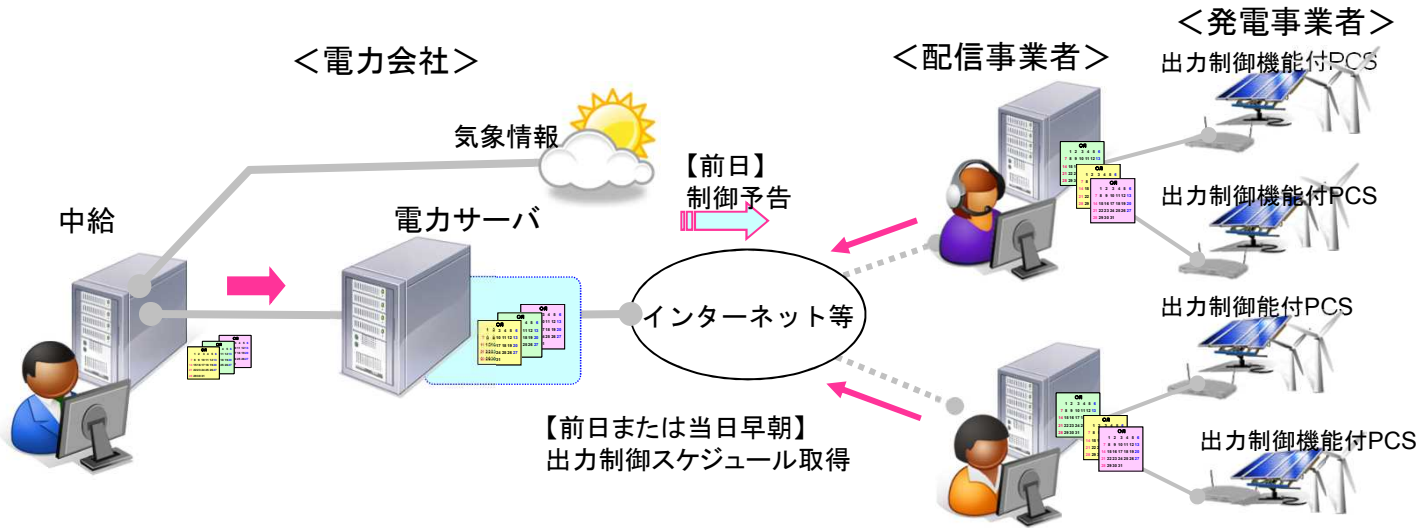 ＜発電事業者＞
＜電力会社＞
＜配信事業者＞
出力制御機能付PCS
気象情報
【前日】
制御予告
中給
電力サーバ
出力制御機能付PCS
インターネット等
出力制御能付PCS
【前日または当日早朝】
出力制御スケジュール取得
出力制御機能付PCS